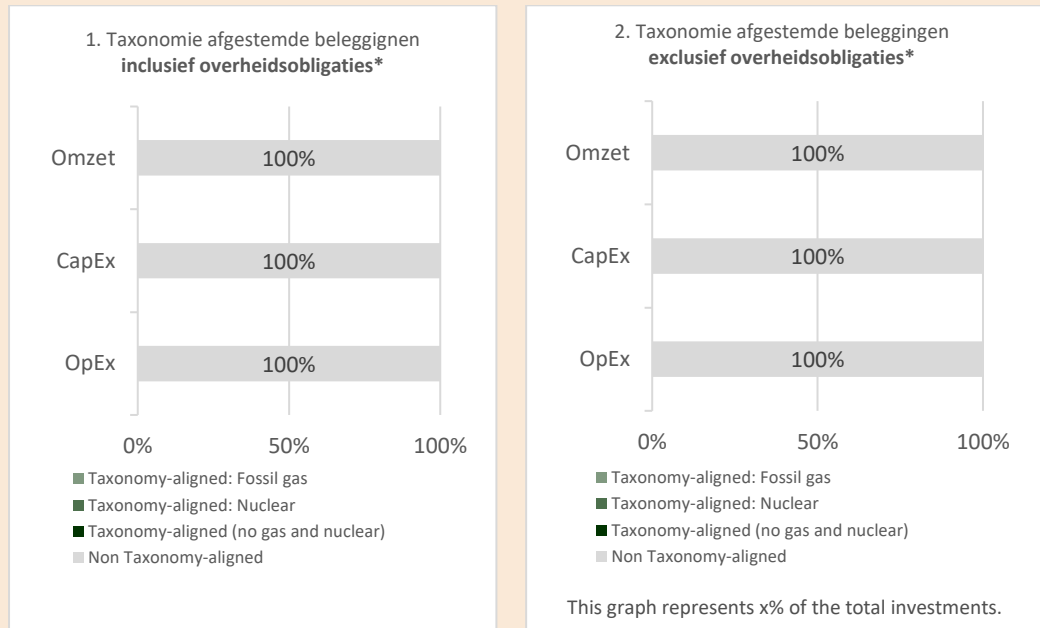 1. Taxonomie afgestemde beleggignen
inclusief overheidsobligaties*
Omzet
100%
CapEx
100%
OpEx
100%
0% 50% 100%
Taxonomy-aligned: Fossil gas
Taxonomy-aligned: Nuclear
Taxonomy-aligned (no gas and nuclear)
Non Taxonomy-aligned
2. Taxonomie afgestemde beleggingen
exclusief overheidsobligaties*
Omzet
100%
CapEx
100%
OpEx
100%
0% 50% 100%
Taxonomy-aligned: Fossil gas
Taxonomy-aligned: Nuclear
Taxonomy-aligned (no gas and nuclear)
Non Taxonomy-aligned
This graph represents x% of the total investments.